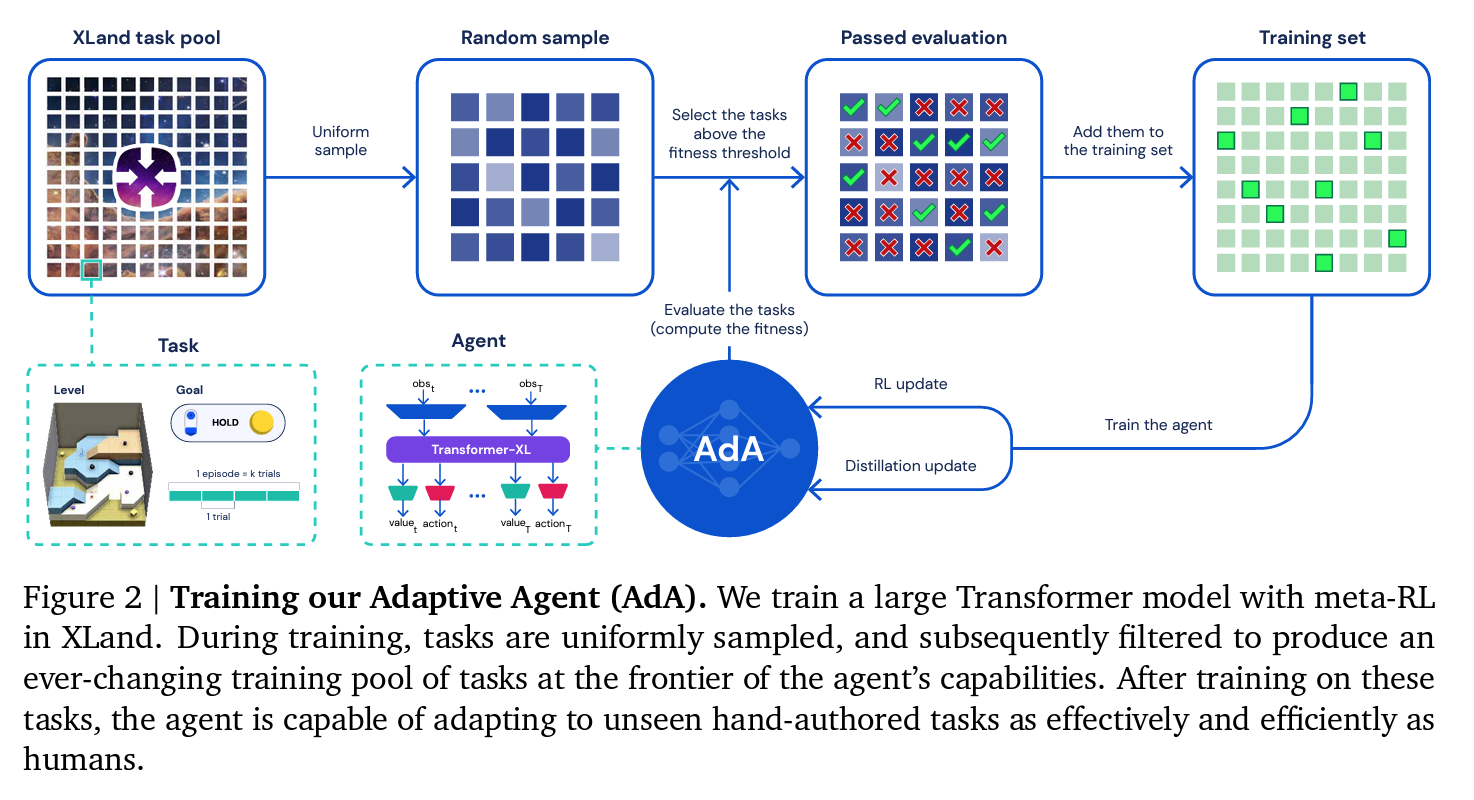 XLand task pool
Random sample
Passed evaluation
Training set
Uniform
sample
Select the tasks
above the
fitness threshold
Add them to
the training set
Evaluate the tasks
(compute the fitness)
Task
Level
Goal
HOLD
1 episode = k trials
1 trial
Agent
obs_t ... obs_T
Transformer-XL
...
value_t action_t value_T action_T
AdA
RL update
Distillation update
Train the agent
Figure 2 | Training our Adaptive Agent (AdA). We train a large Transformer model with meta-RL
in XLand. During training, tasks are uniformly sampled, and subsequently filtered to produce an
ever-changing training pool of tasks at the frontier of the agent’s capabilities. After training on these
tasks, the agent is capable of adapting to unseen hand-authored tasks as effectively and efficiently as
humans.